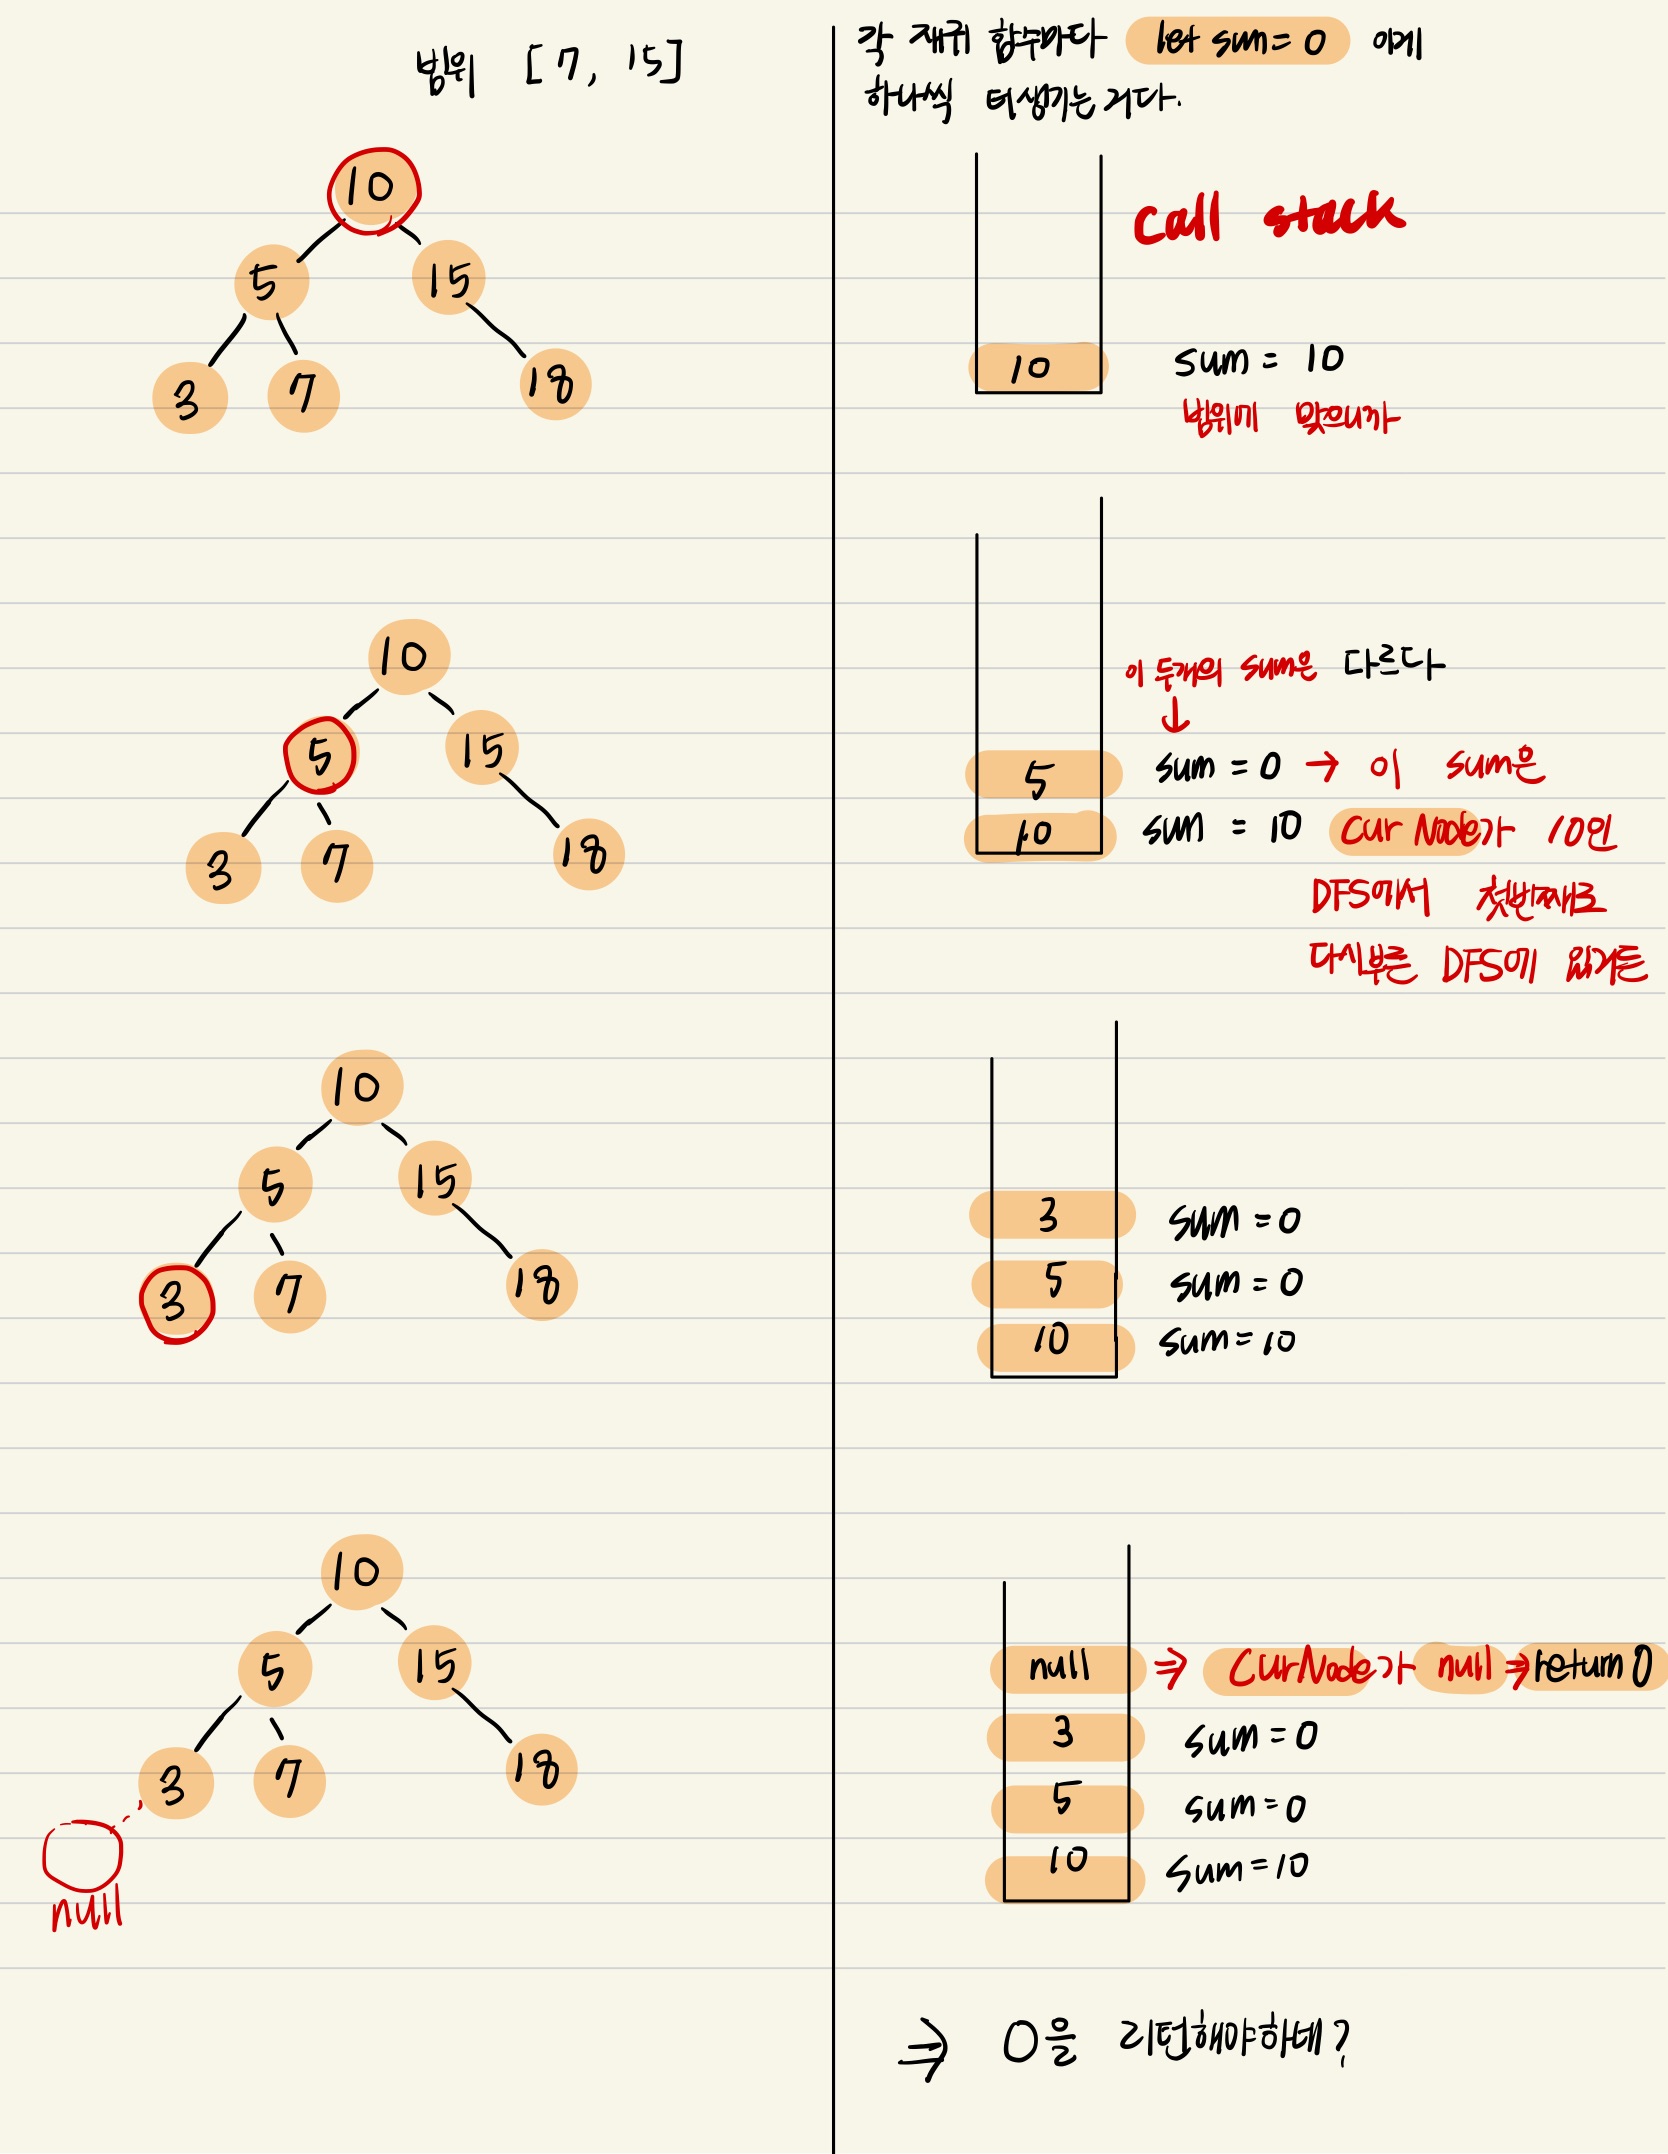 범위 [7, 15]
10
5 15
3 7 18
10
5 15
3 7 18
10
5 15
3 7 18
10
5 15
3 7 18
null
각 재귀 함수마다 let sum = 0 이게
하나씩 더생기는거다.
call stack
10 sum = 10
범위에 맞으니까
이 두개의 sum은 다르다
↓
5 sum = 0 → 이 sum은
10 sum = 10 Cur Node가 10인
DFS에서 첫번째로
다시부른 DFS에 있거든
3 sum = 0
5 sum = 0
10 sum = 10
null ⇒ CurNode가 null ⇒ return 0
3 sum = 0
5 sum = 0
10 sum = 10
⇒ 0을 리턴해야하네?